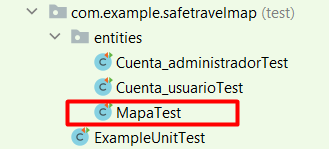 com.example.safetravelmap (test)
entities
Cuenta_administradorTest
Cuenta_usuarioTest
MapaTest
ExampleUnitTest